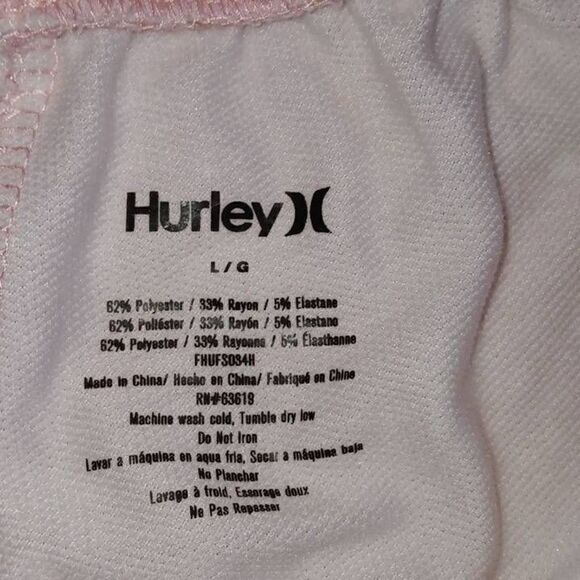 Hurley
L / G
62% Polyester / 33% Rayon / 5% Elastane
62% Poliéster / 33% Rayón / 5% Elastano
62% Polyester / 33% Rayonne / 5% Élasthanne
FHUFS034H
Made in China/ Hecho en China/ Fabriqué en Chine
RN#63619
Machine wash cold, Tumble dry low
Do Not Iron
Lavar a máquina en aqua fria, Secar a máquina baja
No Planchar
Lavage à froid, Essorage doux
Ne Pas Repasser